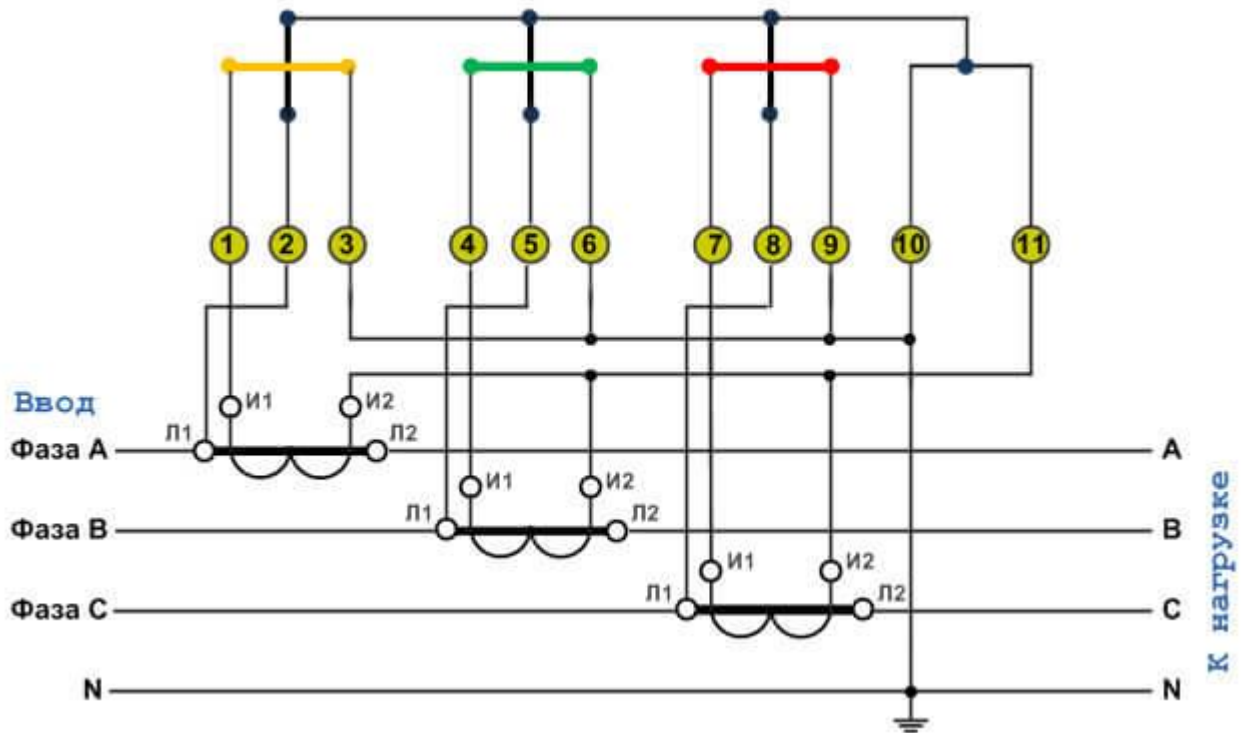 1 2 3 4 5 6 7 8 9 10 11
Ввод
И1 И2
Фаза А Л1 Л2 А
И1 И2
Фаза В Л1 Л2 В
И1 И2
Фаза С Л1 Л2 С
N N
К нагрузке